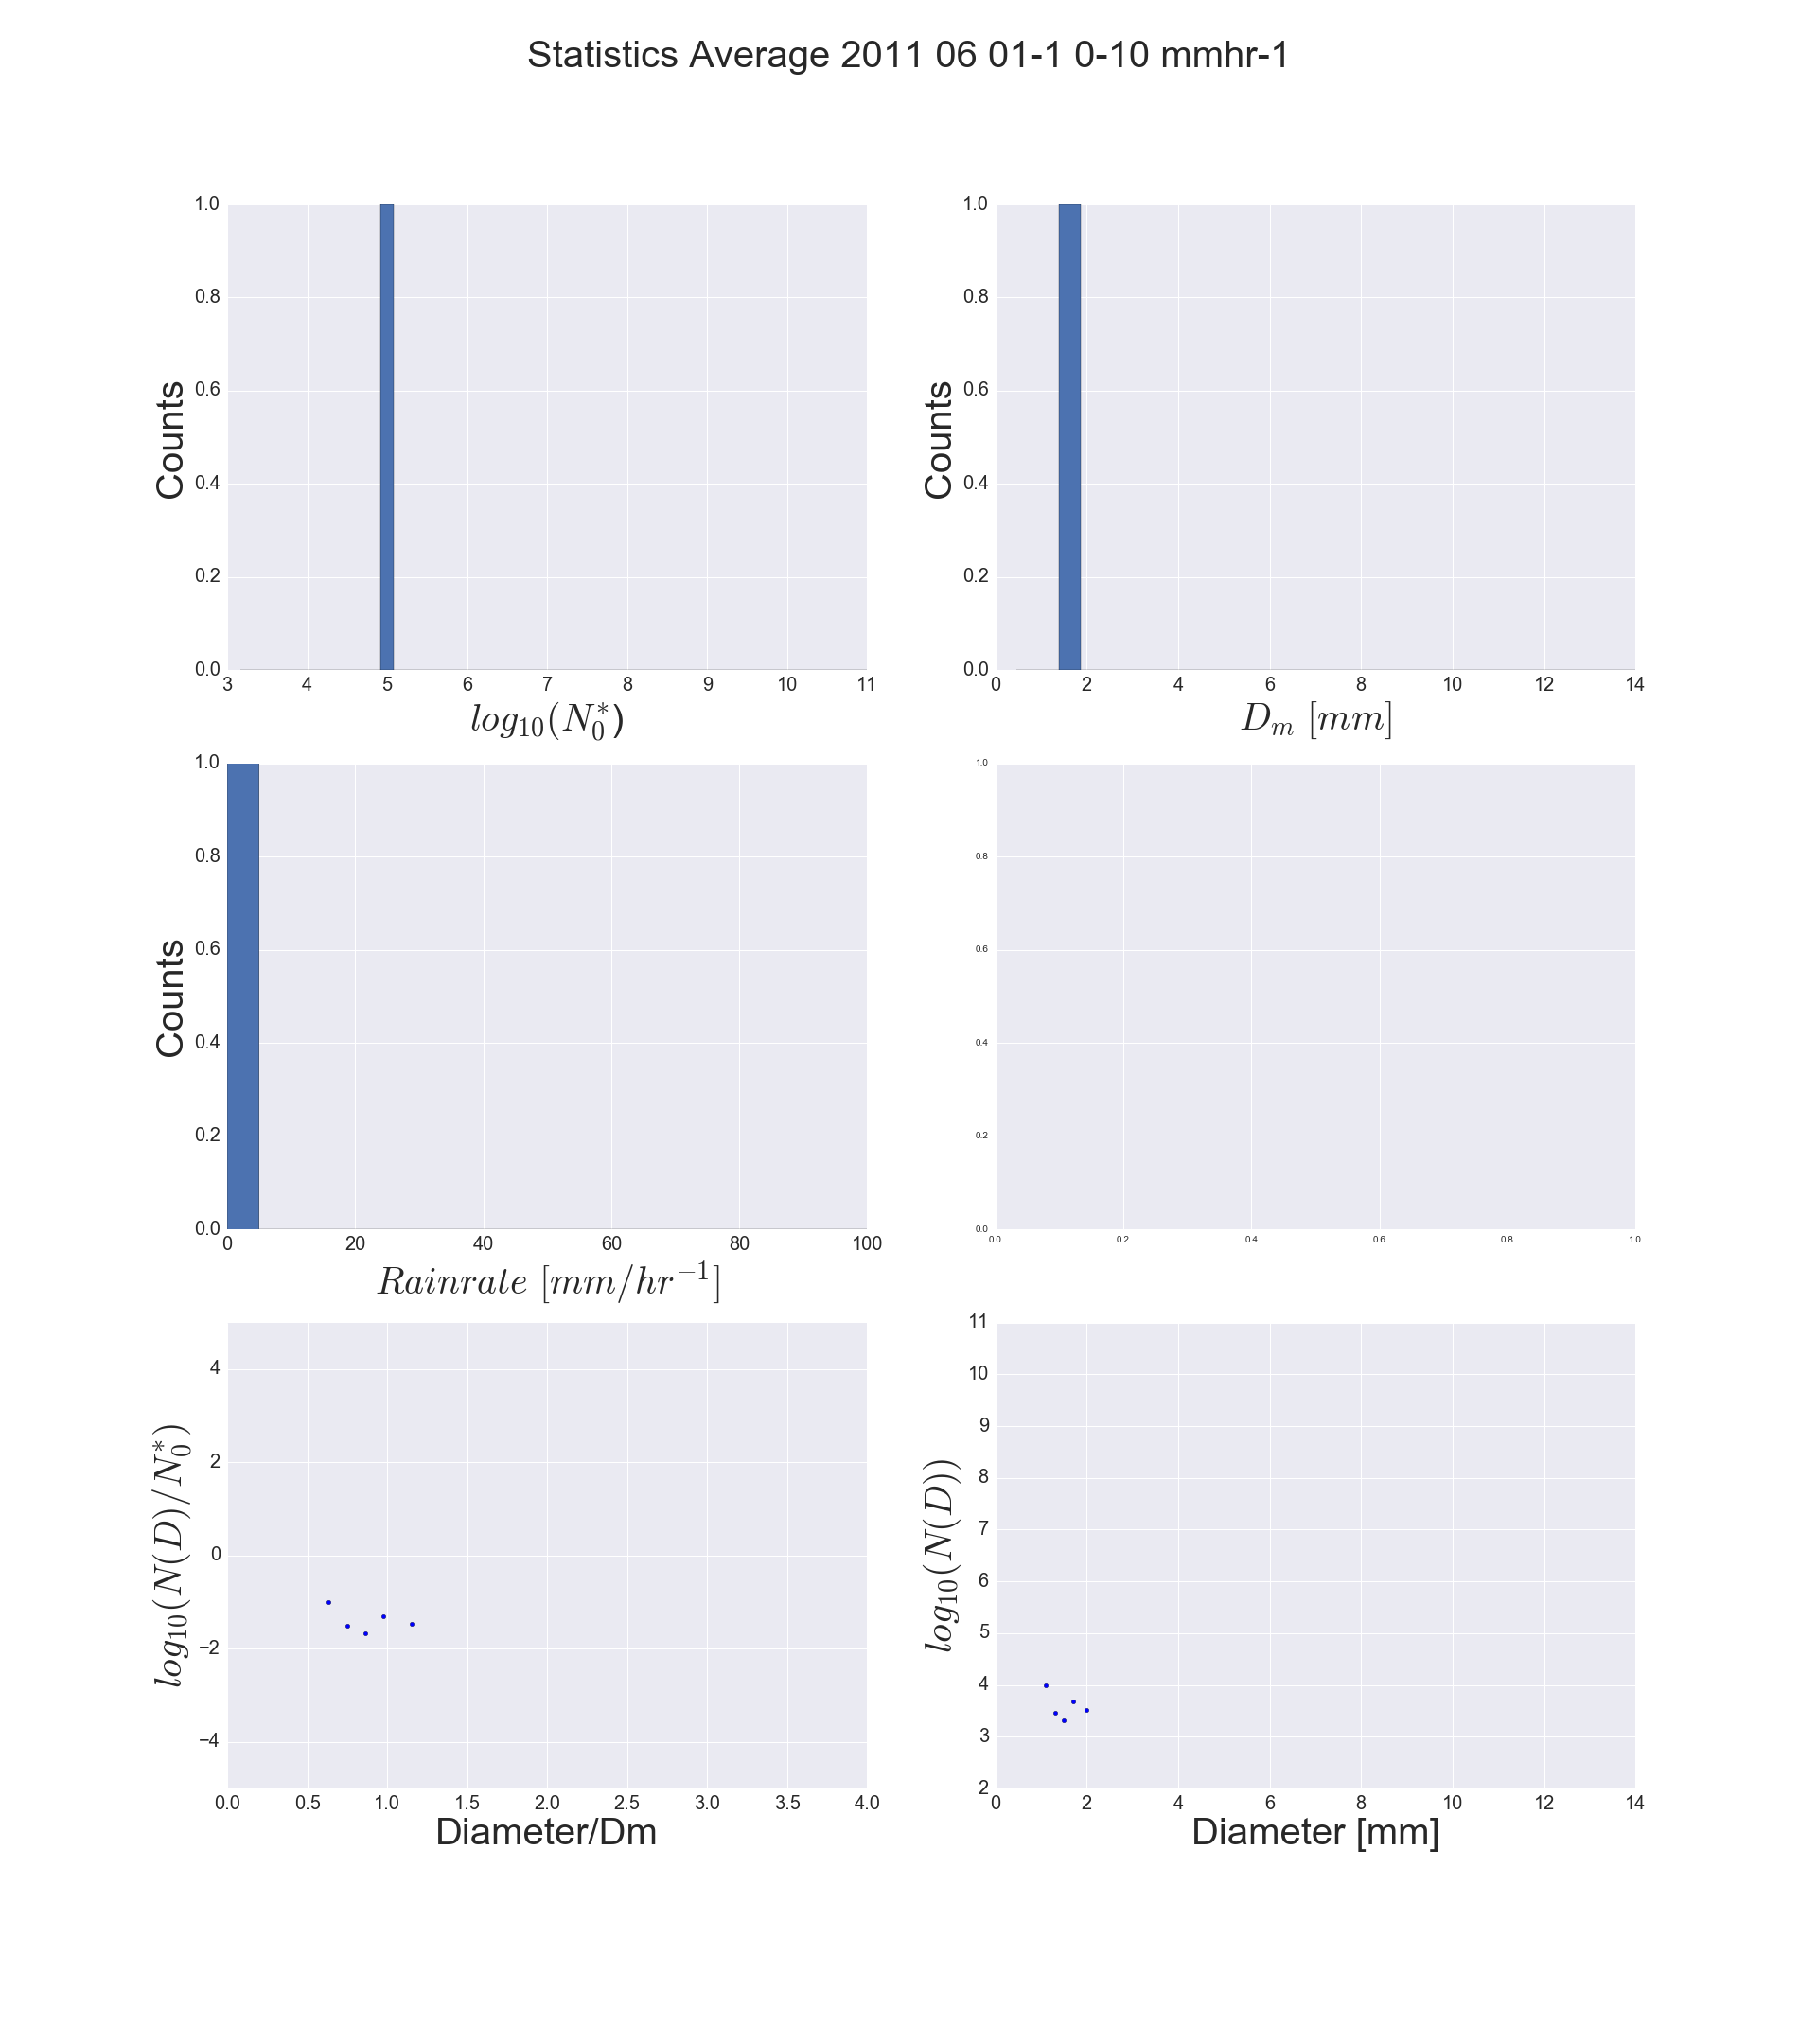 Statistics Average 2011 06 01-1 0-10 mmhr-1
1.0
0.8
0.6
0.4
0.2
0.0
Counts
3 4 5 6 7 8 9 10 11
log₁₀(N₀*)
1.0
0.8
0.6
0.4
0.2
0.0
Counts
0 2 4 6 8 10 12 14
Dₘ [mm]
1.0
0.8
0.6
0.4
0.2
0.0
Counts
0 20 40 60 80 100
Rainrate [mm/hr⁻¹]
1.0
0.8
0.6
0.4
0.2
0.0
0.0 0.2 0.4 0.6 0.8 1.0
4
2
0
−2
−4
log₁₀(N(D)/N₀*)
0.0 0.5 1.0 1.5 2.0 2.5 3.0 3.5 4.0
Diameter/Dm
11
10
9
8
7
6
5
4
3
2
log₁₀(N(D))
0 2 4 6 8 10 12 14
Diameter [mm]